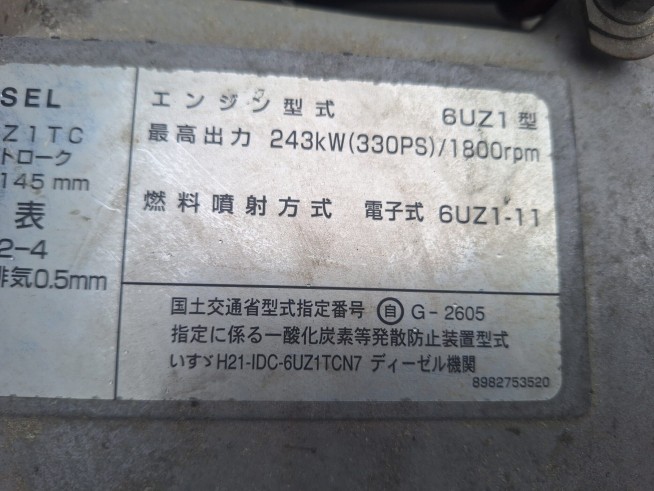 SEL
Z1TC
トローク
145 mm
表
2-4
排気0.5mm
エンジン型式 6UZ1型
最高出力 243kW(330PS)/1800rpm
燃料噴射方式 電子式 6UZ1-11
国土交通省型式指定番号 自 G-2605
指定に係る一酸化炭素等発散防止装置型式
いすゞH21-IDC-6UZ1TCN7 ディーゼル機関
8982753520